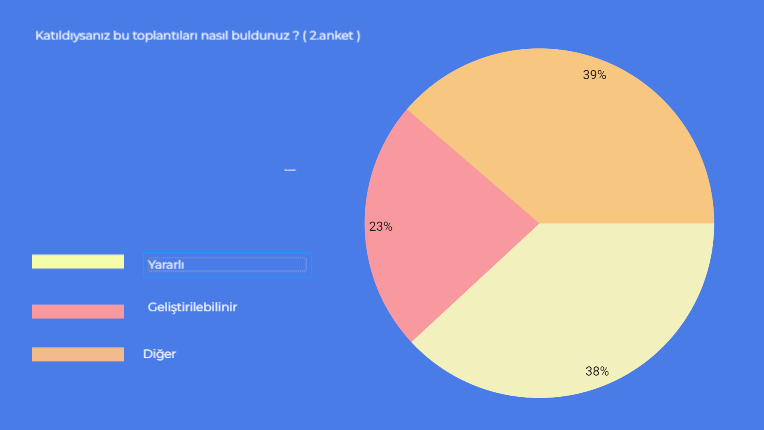 Katıldıysanız bu toplantıları nasıl buldunuz ? ( 2.anket )
39%
23%
Yararlı
Geliştirilebilinir
Diğer
38%